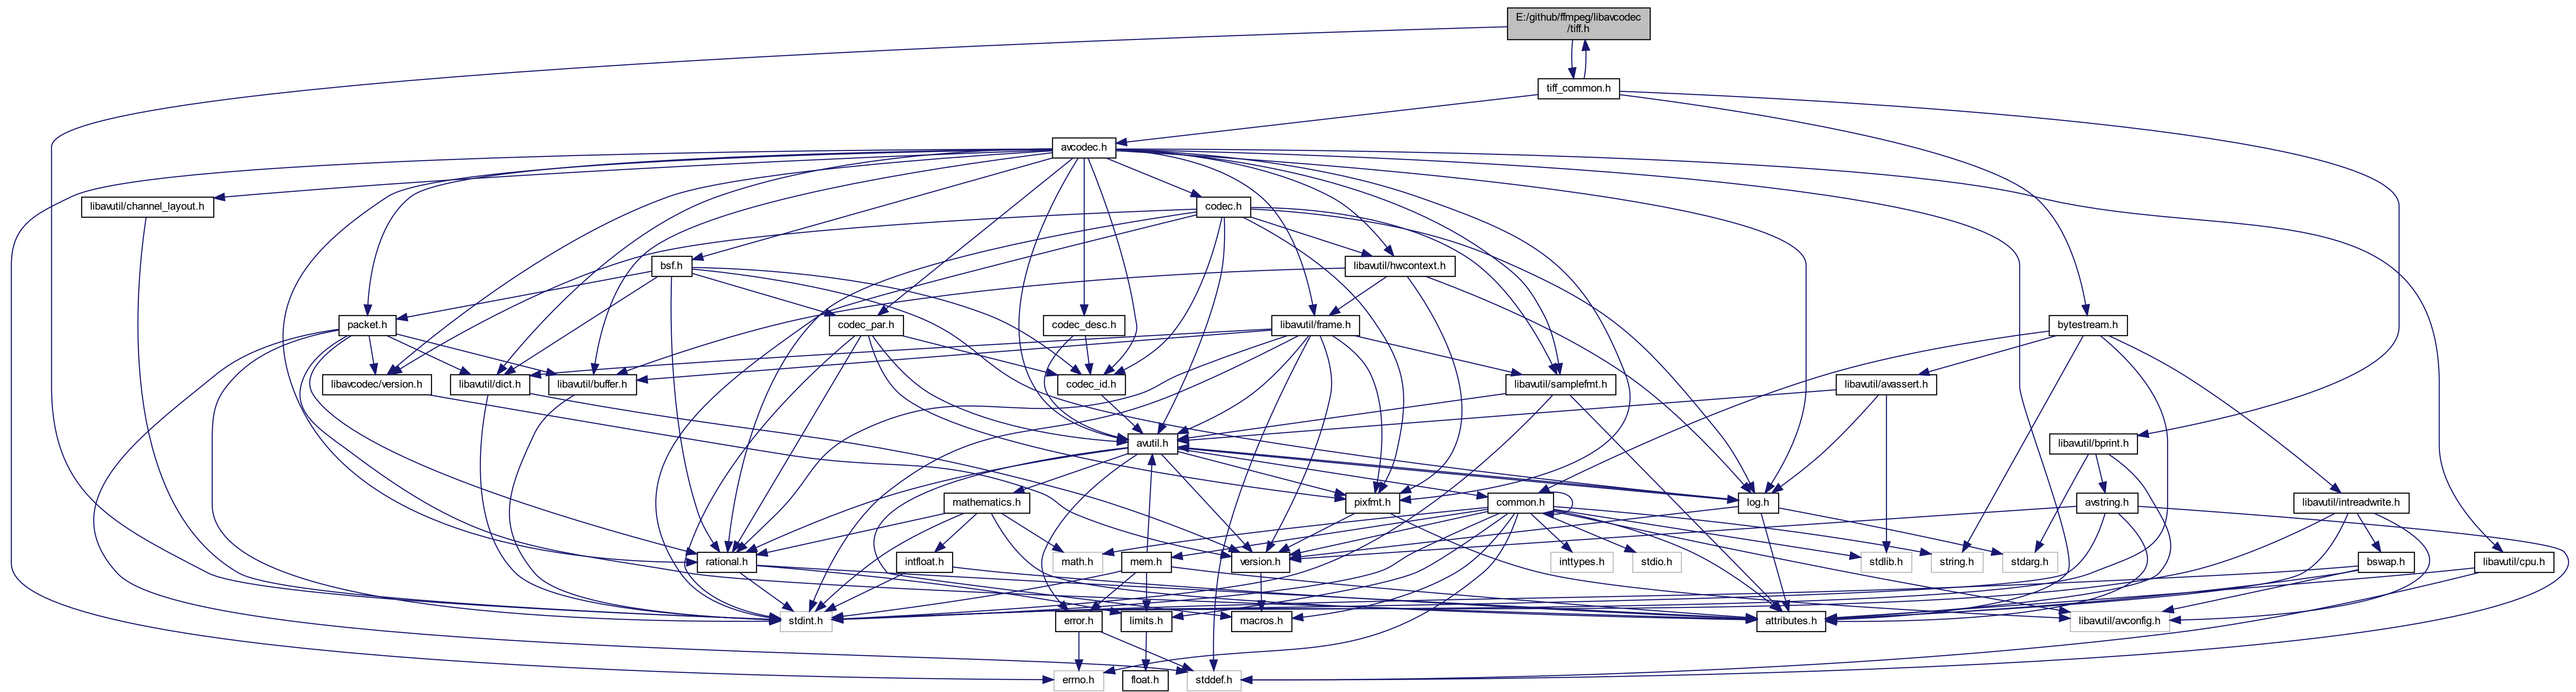 E:/github/ffmpeg/libavcodec
/tiff.h
tiff_common.h
avcodec.h
libavutil/channel_layout.h
codec.h
bsf.h
libavutil/hwcontext.h
packet.h
codec_par.h
codec_desc.h
libavutil/frame.h
bytestream.h
libavcodec/version.h
libavutil/dict.h
libavutil/buffer.h
codec_id.h
libavutil/samplefmt.h
libavutil/avassert.h
avutil.h
libavutil/bprint.h
mathematics.h
pixfmt.h
common.h
log.h
avstring.h
libavutil/intreadwrite.h
rational.h
intfloat.h
math.h
mem.h
version.h
inttypes.h
stdio.h
stdlib.h
string.h
stdarg.h
bswap.h
libavutil/cpu.h
stdint.h
error.h
limits.h
macros.h
attributes.h
libavutil/avconfig.h
errno.h
float.h
stddef.h